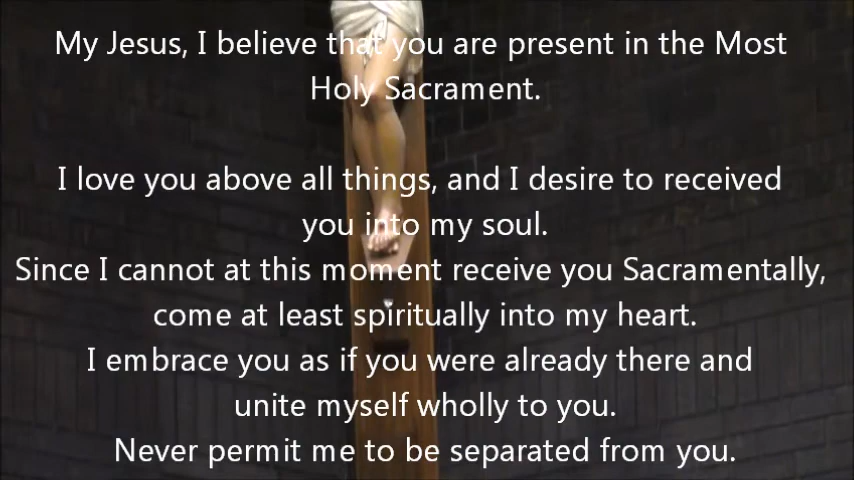 My Jesus, I believe that you are present in the Most
Holy Sacrament.
I love you above all things, and I desire to received
you into my soul.
Since I cannot at this moment receive you Sacramentally,
come at least spiritually into my heart.
I embrace you as if you were already there and
unite myself wholly to you.
Never permit me to be separated from you.